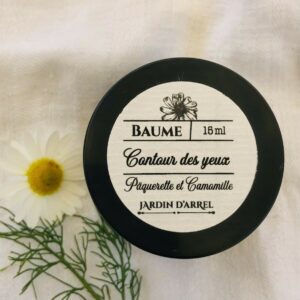 BAUME | 15 ml
Contour des yeux
Pâquerette et Camomille
JARDIN D'ARREL